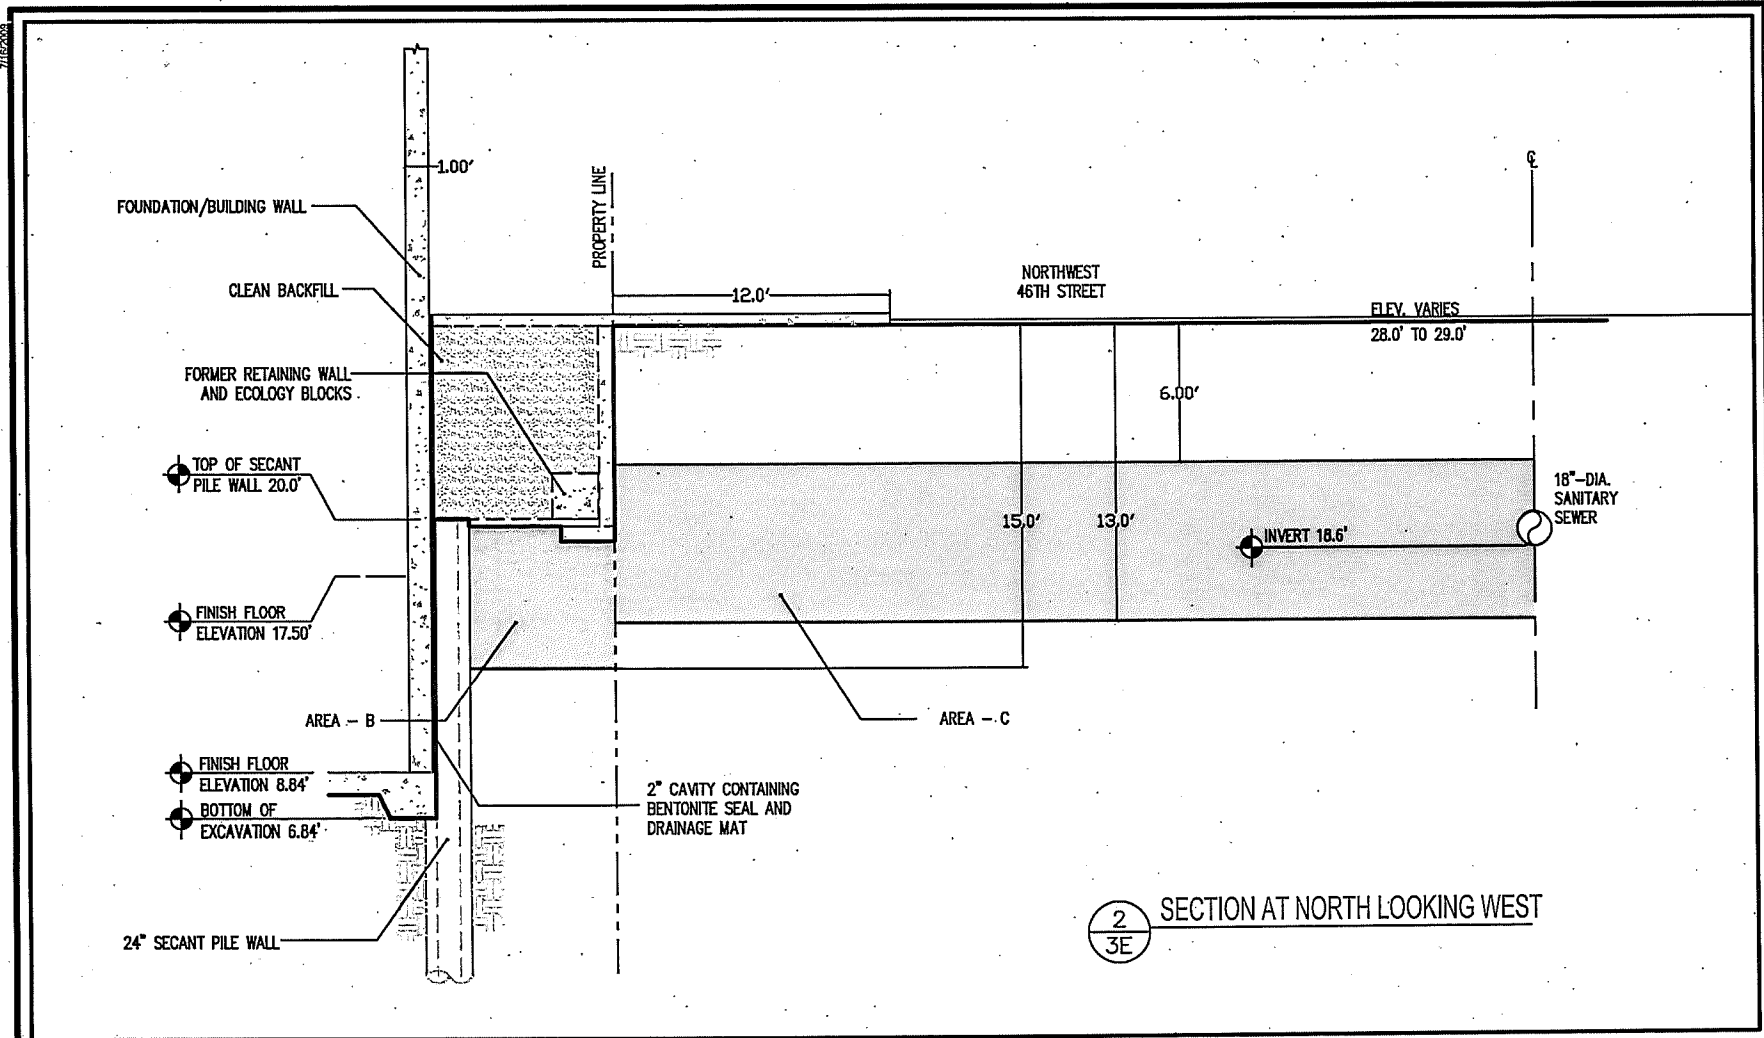 7/16/2009
1.00'
FOUNDATION/BUILDING WALL
PROPERTY LINE
℄
CLEAN BACKFILL
12.0'
NORTHWEST
46TH STREET
ELEV. VARIES
28.0' TO 29.0'
FORMER RETAINING WALL
AND ECOLOGY BLOCKS
6.00'
TOP OF SECANT
PILE WALL 20.0'
15.0'
13.0'
INVERT 18.6'
18"-DIA.
SANITARY
SEWER
FINISH FLOOR
ELEVATION 17.50'
AREA - B
AREA - C
FINISH FLOOR
ELEVATION 8.84'
BOTTOM OF
EXCAVATION 6.84'
2" CAVITY CONTAINING
BENTONITE SEAL AND
DRAINAGE MAT
24" SECANT PILE WALL
2
3E
SECTION AT NORTH LOOKING WEST